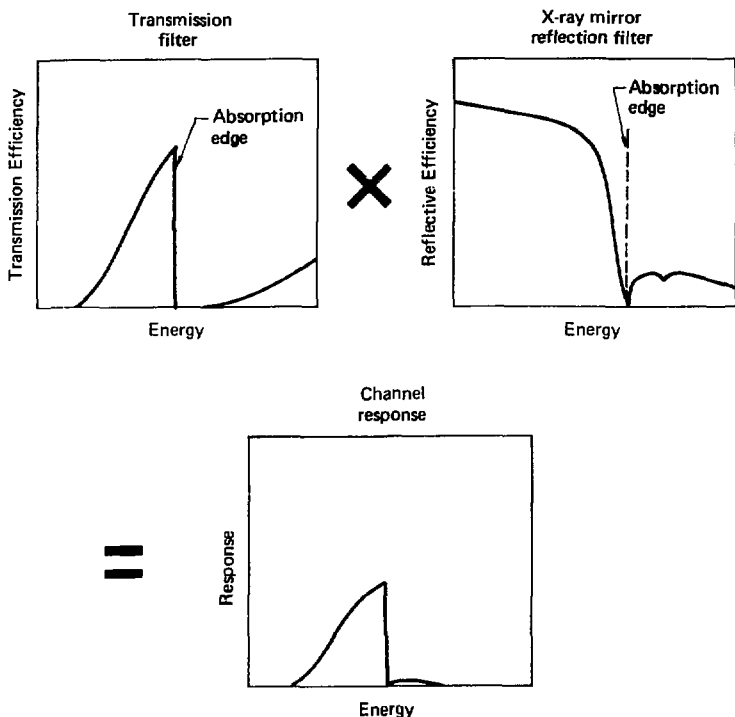 Transmission
filter
Absorption
edge
Transmission Efficiency
Energy
X-ray mirror
reflection filter
Absorption
edge
Reflective Efficiency
Energy
Channel
response
Response
Energy